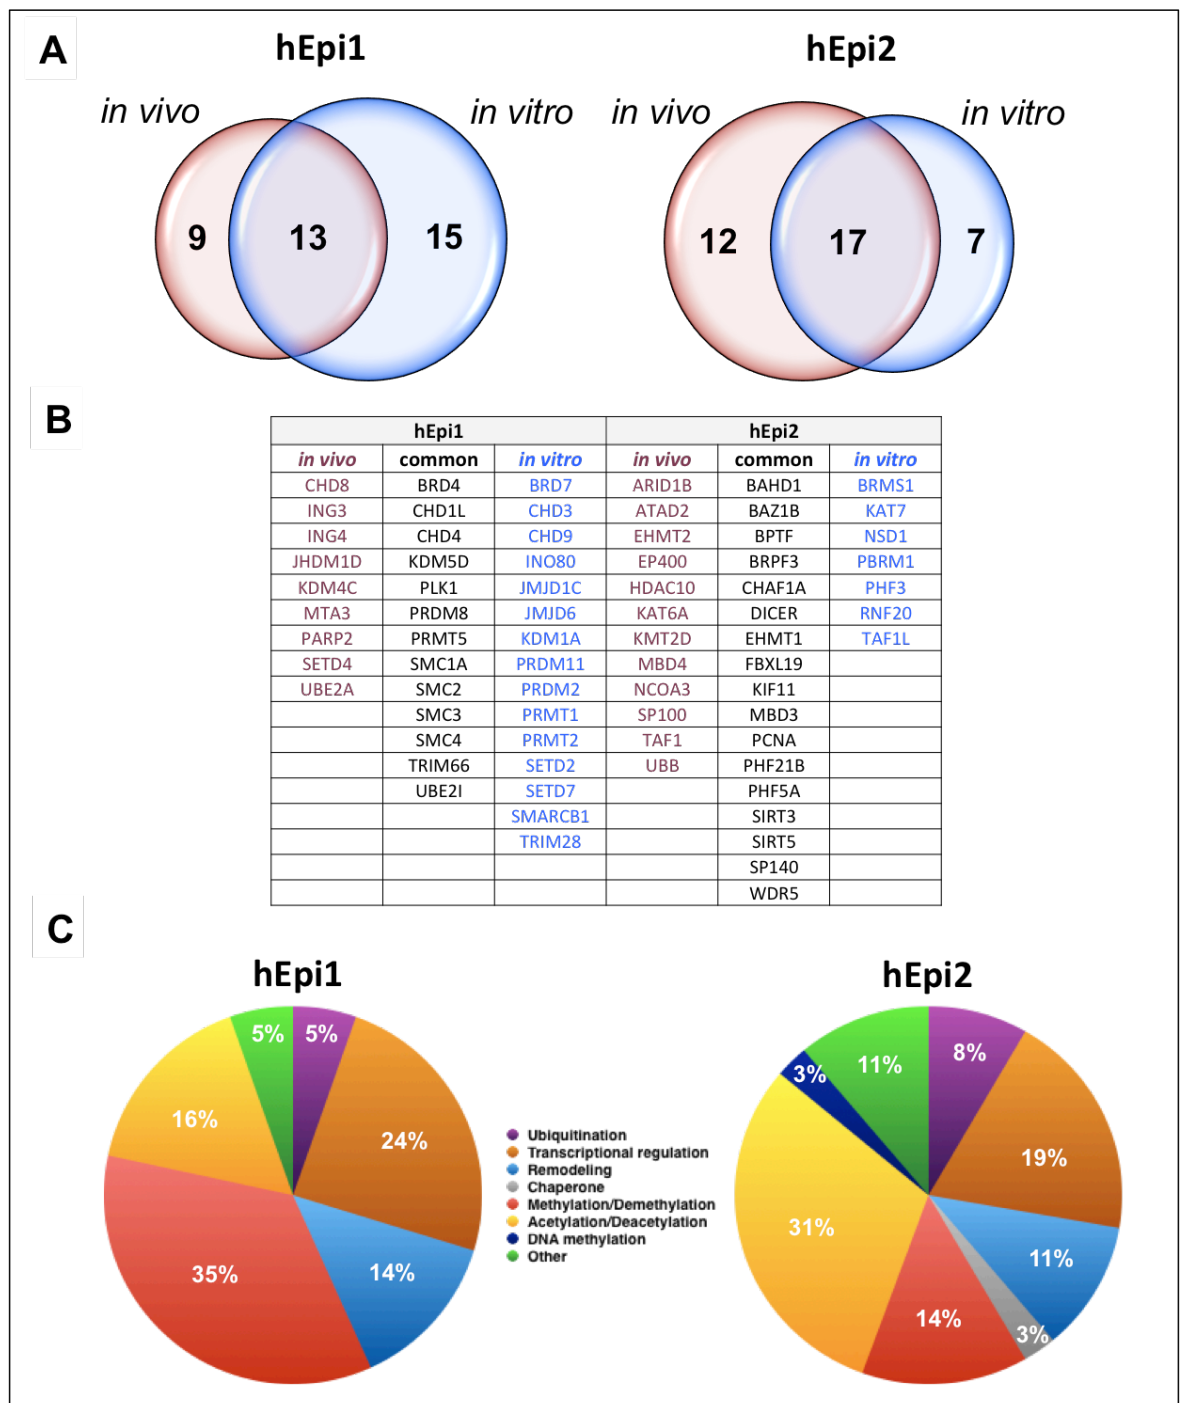 A
hEpi1
hEpi2
in vivo
in vitro
in vivo
in vitro
9
13
15
12
17
7
B
hEpi1 hEpi2
in vivo common in vitro in vivo common in vitro
CHD8 BRD4 BRD7 ARID1B BAHD1 BRMS1
ING3 CHD1L CHD3 ATAD2 BAZ1B KAT7
ING4 CHD4 CHD9 EHMT2 BPTF NSD1
JHDM1D KDM5D INO80 EP400 BRPF3 PBRM1
KDM4C PLK1 JMJD1C HDAC10 CHAF1A PHF3
MTA3 PRDM8 JMJD6 KAT6A DICER RNF20
PARP2 PRMT5 KDM1A KMT2D EHMT1 TAF1L
SETD4 SMC1A PRDM11 MBD4 FBXL19
UBE2A SMC2 PRDM2 NCOA3 KIF11
SMC3 PRMT1 SP100 MBD3
SMC4 PRMT2 TAF1 PCNA
TRIM66 SETD2 UBB PHF21B
UBE2I SETD7 PHF5A
SMARCB1 SIRT3
TRIM28 SIRT5
SP140
WDR5
C
hEpi1
5%
5%
24%
14%
35%
16%
Ubiquitination
Transcriptional regulation
Remodeling
Chaperone
Methylation/Demethylation
Acetylation/Deacetylation
DNA methylation
Other
hEpi2
8%
19%
11%
3%
14%
31%
3%
11%